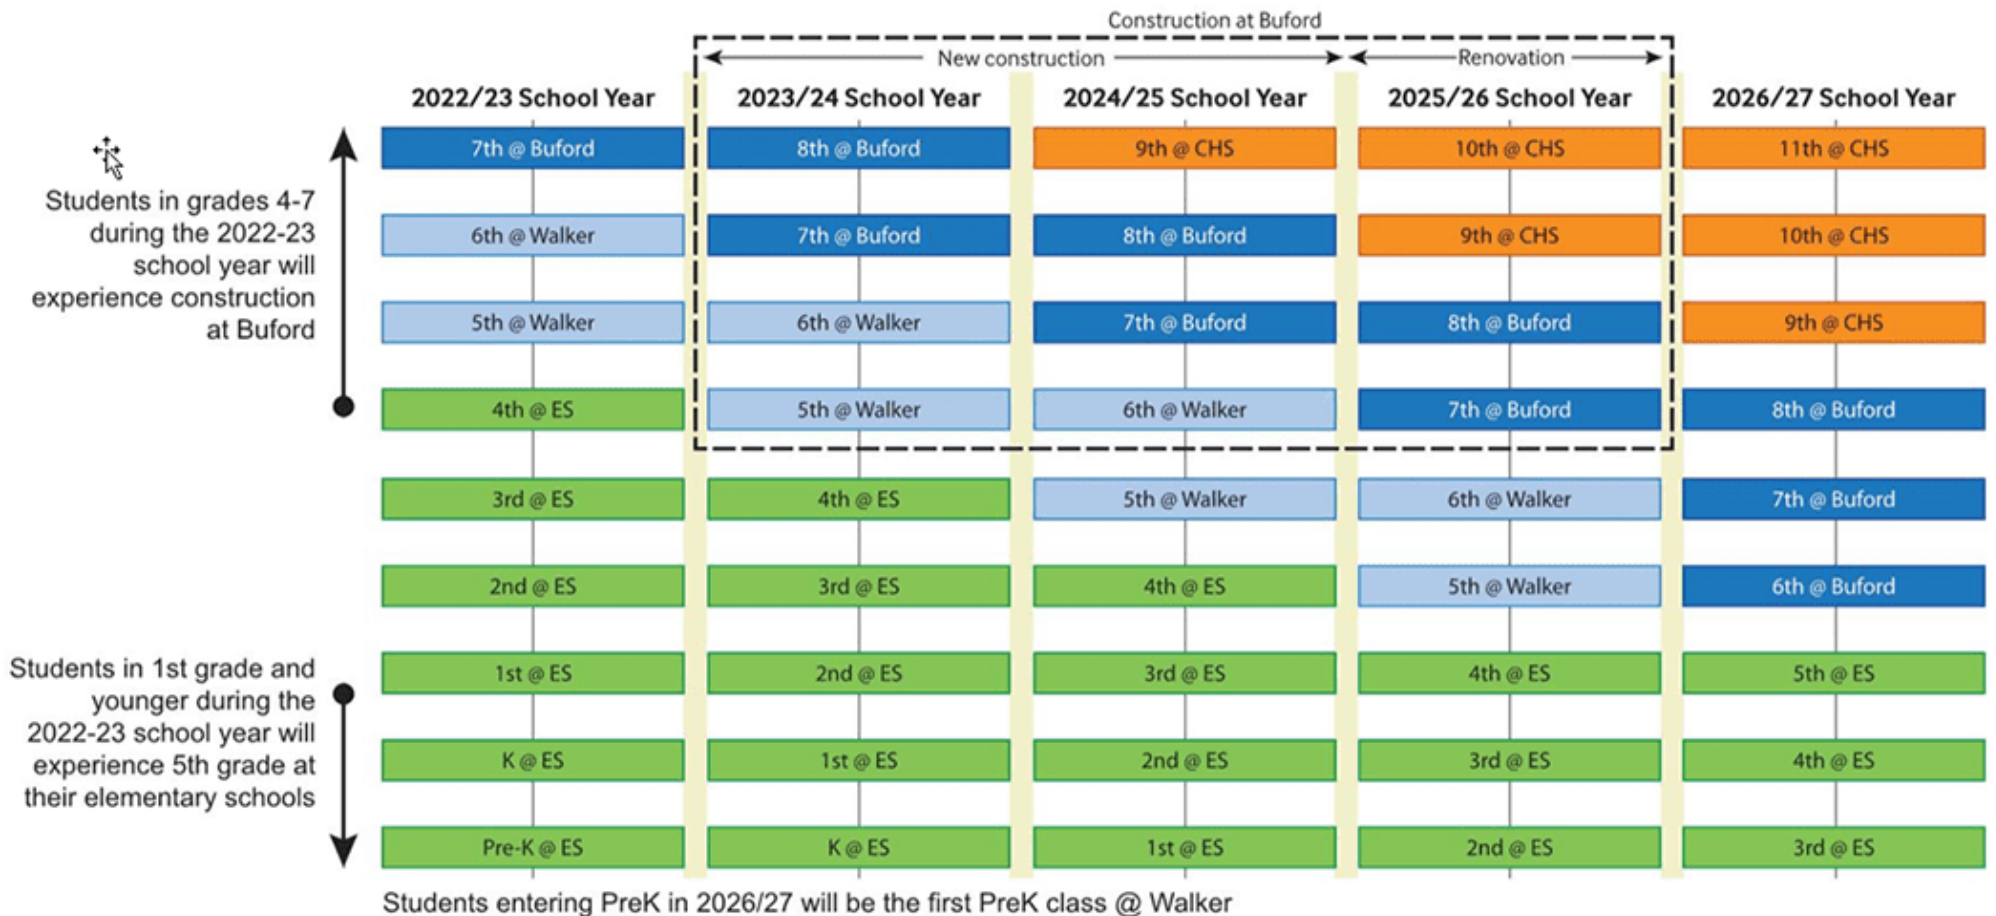 Construction at Buford
New construction
Renovation
2022/23 School Year
2023/24 School Year
2024/25 School Year
2025/26 School Year
2026/27 School Year
7th @ Buford
8th @ Buford
9th @ CHS
10th @ CHS
11th @ CHS
Students in grades 4-7
during the 2022-23
school year will
experience construction
at Buford
6th @ Walker
7th @ Buford
8th @ Buford
9th @ CHS
10th @ CHS
5th @ Walker
6th @ Walker
7th @ Buford
8th @ Buford
9th @ CHS
4th @ ES
5th @ Walker
6th @ Walker
7th @ Buford
8th @ Buford
3rd @ ES
4th @ ES
5th @ Walker
6th @ Walker
7th @ Buford
2nd @ ES
3rd @ ES
4th @ ES
5th @ Walker
6th @ Buford
Students in 1st grade and
younger during the
2022-23 school year will
experience 5th grade at
their elementary schools
1st @ ES
2nd @ ES
3rd @ ES
4th @ ES
5th @ ES
K @ ES
1st @ ES
2nd @ ES
3rd @ ES
4th @ ES
Pre-K @ ES
K @ ES
1st @ ES
2nd @ ES
3rd @ ES
Students entering PreK in 2026/27 will be the first PreK class @ Walker